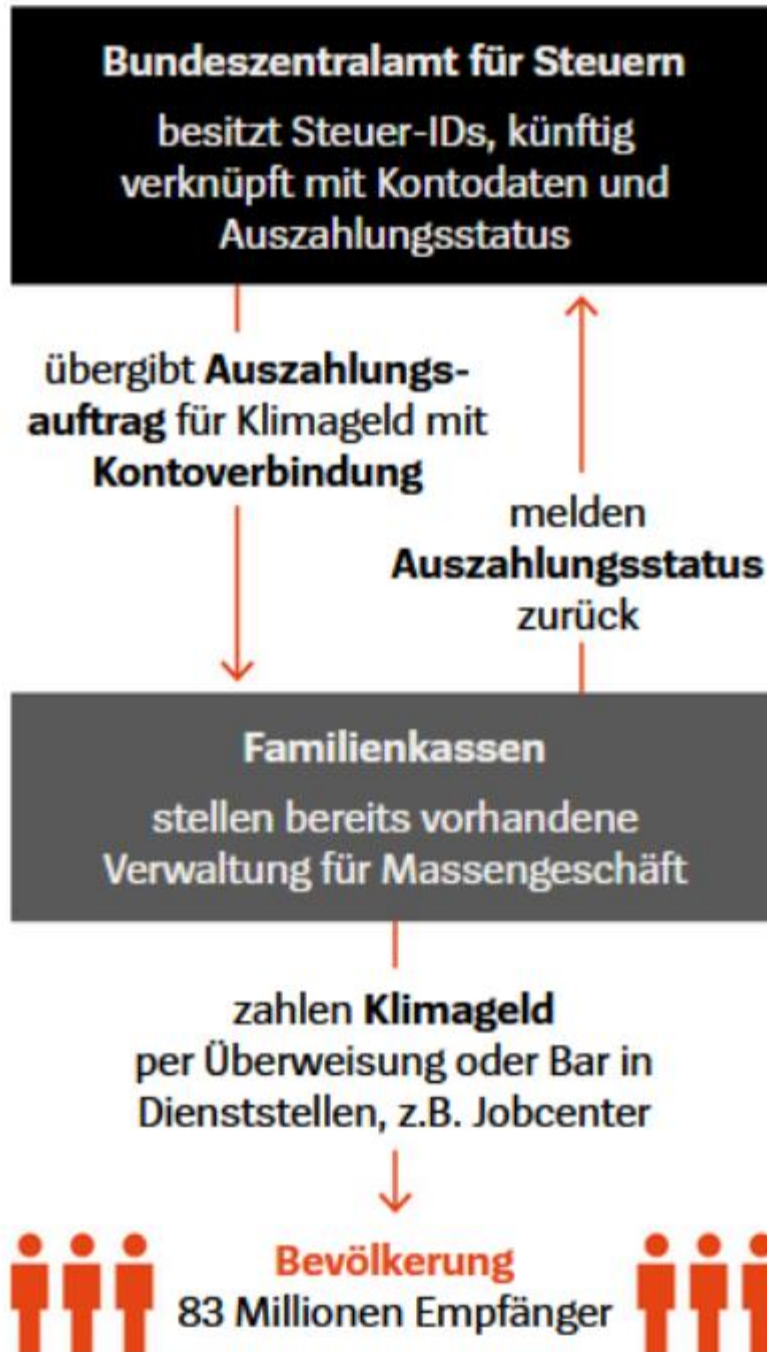 Bundeszentralamt für Steuern
besitzt Steuer-IDs, künftig
verknüpft mit Kontodaten und
Auszahlungsstatus
übergibt Auszahlungs-
auftrag für Klimageld mit
Kontoverbindung
melden
Auszahlungsstatus
zurück
Familienkassen
stellen bereits vorhandene
Verwaltung für Massengeschäft
zahlen Klimageld
per Überweisung oder Bar in
Dienststellen, z.B. Jobcenter
Bevölkerung
83 Millionen Empfänger